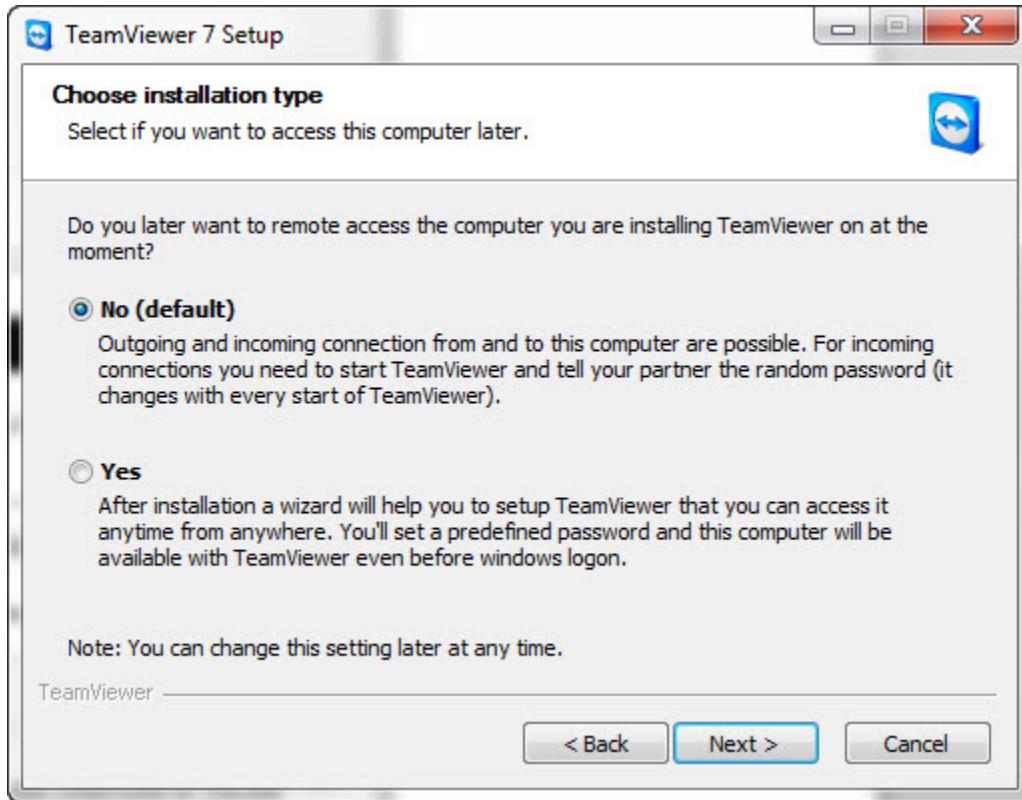 TeamViewer 7 Setup
Choose installation type
Select if you want to access this computer later.
Do you later want to remote access the computer you are installing TeamViewer on at the
moment?
No (default)
Outgoing and incoming connection from and to this computer are possible. For incoming
connections you need to start TeamViewer and tell your partner the random password (it
changes with every start of TeamViewer).
Yes
After installation a wizard will help you to setup TeamViewer that you can access it
anytime from anywhere. You'll set a predefined password and this computer will be
available with TeamViewer even before windows logon.
Note: You can change this setting later at any time.
TeamViewer
< Back
Next >
Cancel